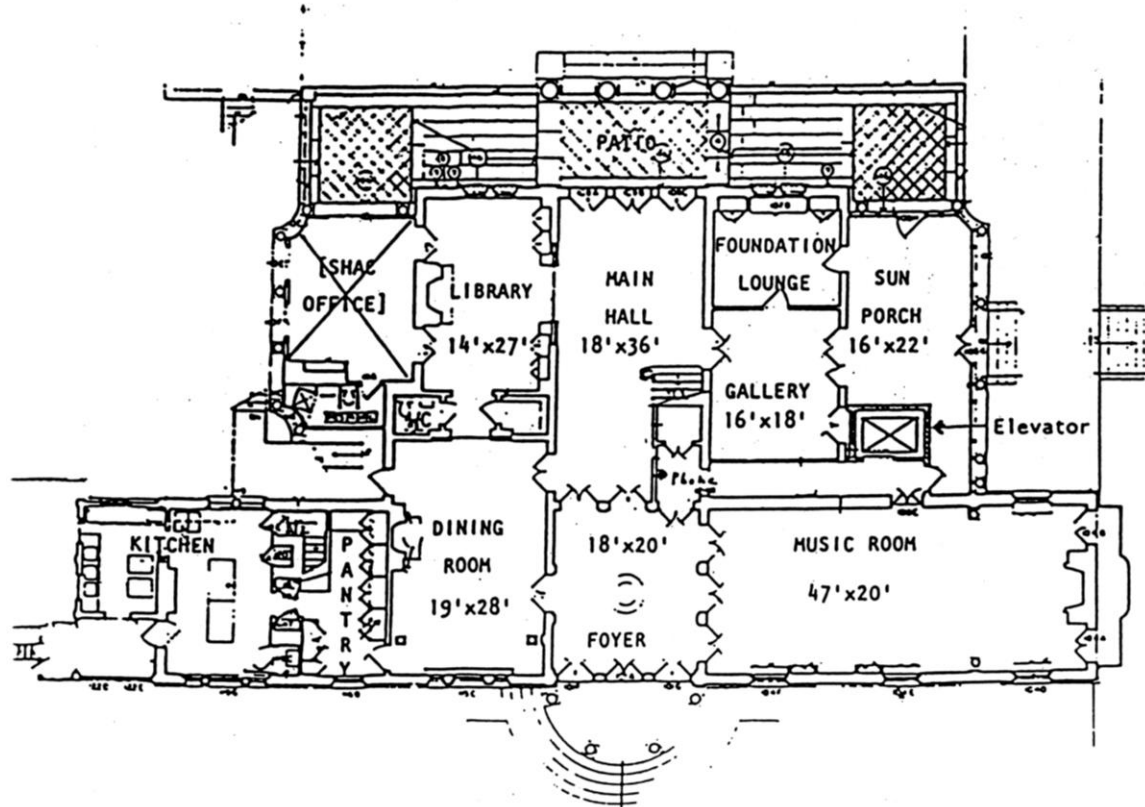 PATIO
[SHAC
OFFICE]
LIBRARY
14'x27'
MAIN
HALL
18'x36'
FOUNDATION
LOUNGE
SUN
PORCH
16'x22'
GALLERY
16'x18'
Elevator
Phone
KITCHEN
PANTRY
DINING
ROOM
19'x28'
18'x20'
FOYER
MUSIC ROOM
47'x20'